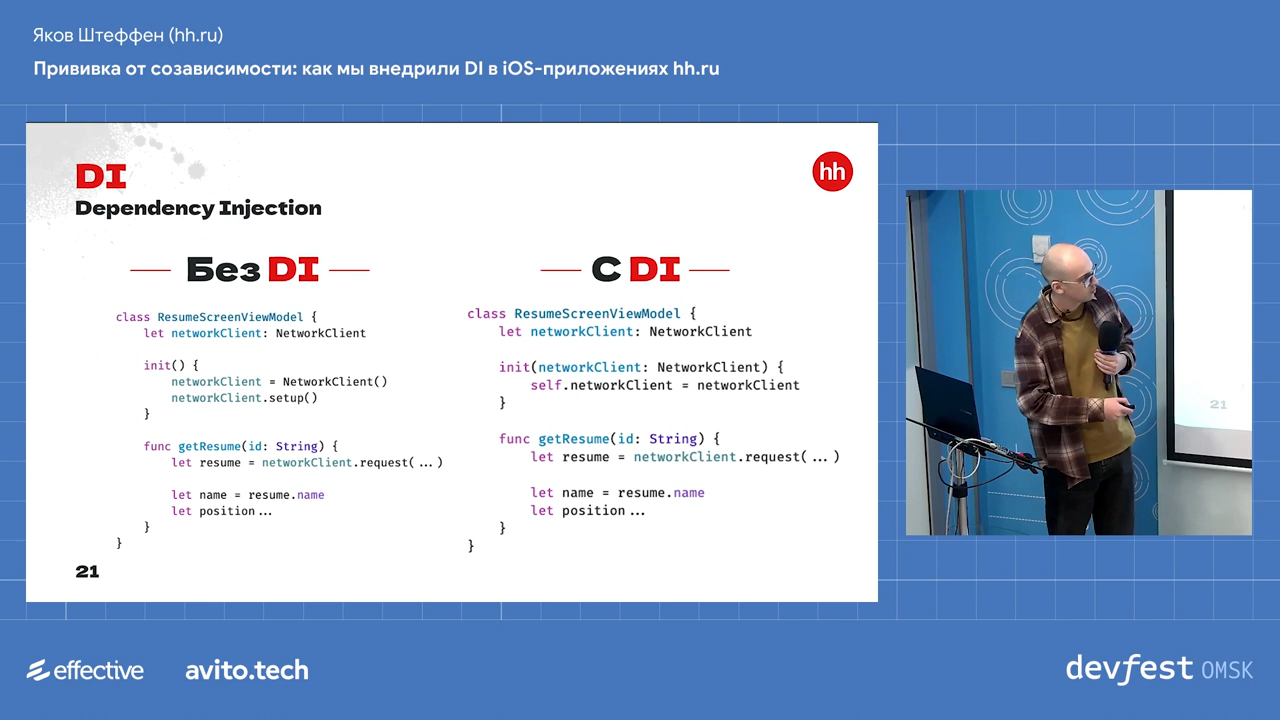 Яков Штеффен (hh.ru)
Прививка от созависимости: как мы внедрили DI в iOS-приложениях hh.ru
DI
Dependency Injection
hh
Без DI
class ResumeScreenViewModel {
    let networkClient: NetworkClient

    init() {
        networkClient = NetworkClient()
        networkClient.setup()
    }

    func getResume(id: String) {
        let resume = networkClient.request(...)

        let name = resume.name
        let position...
    }
}
С DI
class ResumeScreenViewModel {
    let networkClient: NetworkClient

    init(networkClient: NetworkClient) {
        self.networkClient = networkClient
    }

    func getResume(id: String) {
        let resume = networkClient.request(...)

        let name = resume.name
        let position...
    }
}
21
21
effective
avito.tech
devfest OMSK